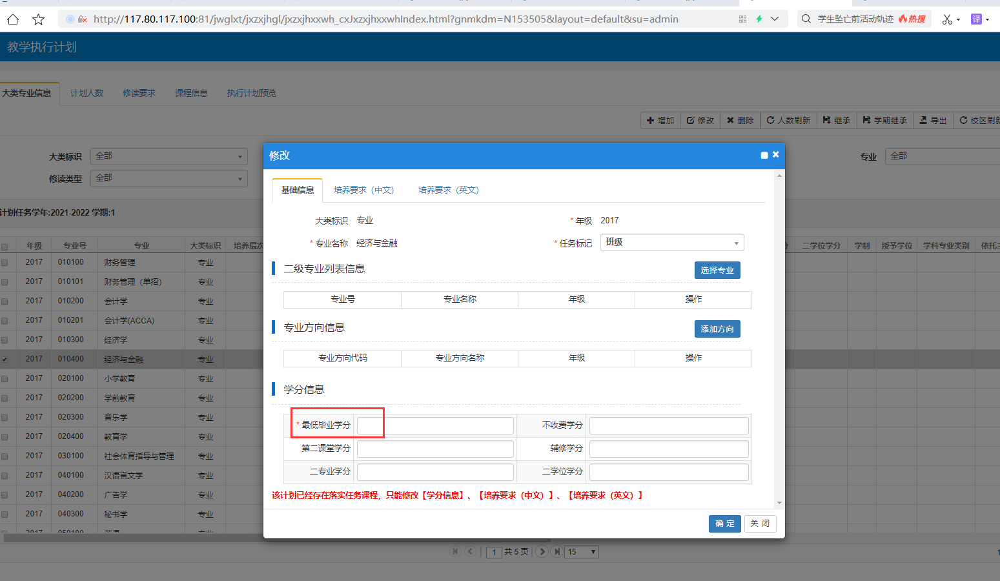 http://117.80.117.100:81/jwglxt/jxzxjhgl/jxzxjhxxwh_cxJxzxjhxxwhIndex.html?gnmkdm=N153505&layout=default&su=admin
学生坠亡前活动轨迹 热搜
译
教学执行计划
大类专业信息 计划人数 修读要求 课程信息 执行计划预览
增加 修改 删除 人数刷新 继承 学期继承 导出 校区刷新
大类标识 全部 专业 全部
修读类型 全部
计划任务学年:2021-2022 学期:1
年级 专业号 专业 大类标识 培养层次 二学位学分 学制 授予学位 学科专业类别
2017 010100 财务管理 专业
2017 010101 财务管理（单招） 专业
2017 010200 会计学 专业
2017 010201 会计学(ACCA) 专业
2017 010300 经济学 专业
2017 010400 经济与金融 专业
2017 020100 小学教育 专业
2017 020200 学前教育 专业
2017 020300 音乐学 专业
2017 020400 教育学 专业
2017 030100 社会体育指导与管理 专业
2017 040100 汉语言文学 专业
2017 040200 广告学 专业
2017 040300 秘书学 专业
修改
基础信息 培养要求（中文） 培养要求（英文）
大类标识 专业 * 年级 2017
* 专业名称 经济与金融 * 任务标记 班级
二级专业列表信息 选择专业
专业号 专业名称 年级 操作
专业方向信息 添加方向
专业方向代码 专业方向名称 年级 操作
学分信息
* 最低毕业学分 不收费学分
第二课堂学分 辅修学分
二专业学分 二学位学分
该计划已经存在落实任务课程，只能修改【学分信息】、【培养要求（中文）】、【培养要求（英文）】
确 定 关 闭
1 共 5 页 15